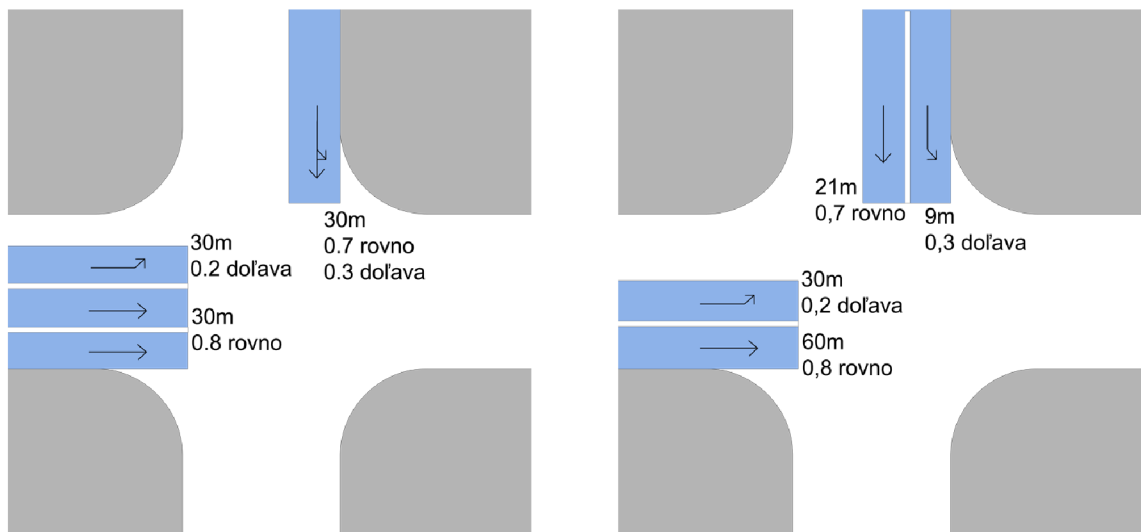 30m
0.7 rovno
0.3 doľava
30m
0.2 doľava
30m
0.8 rovno
21m
0,7 rovno
9m
0,3 doľava
30m
0,2 doľava
60m
0,8 rovno